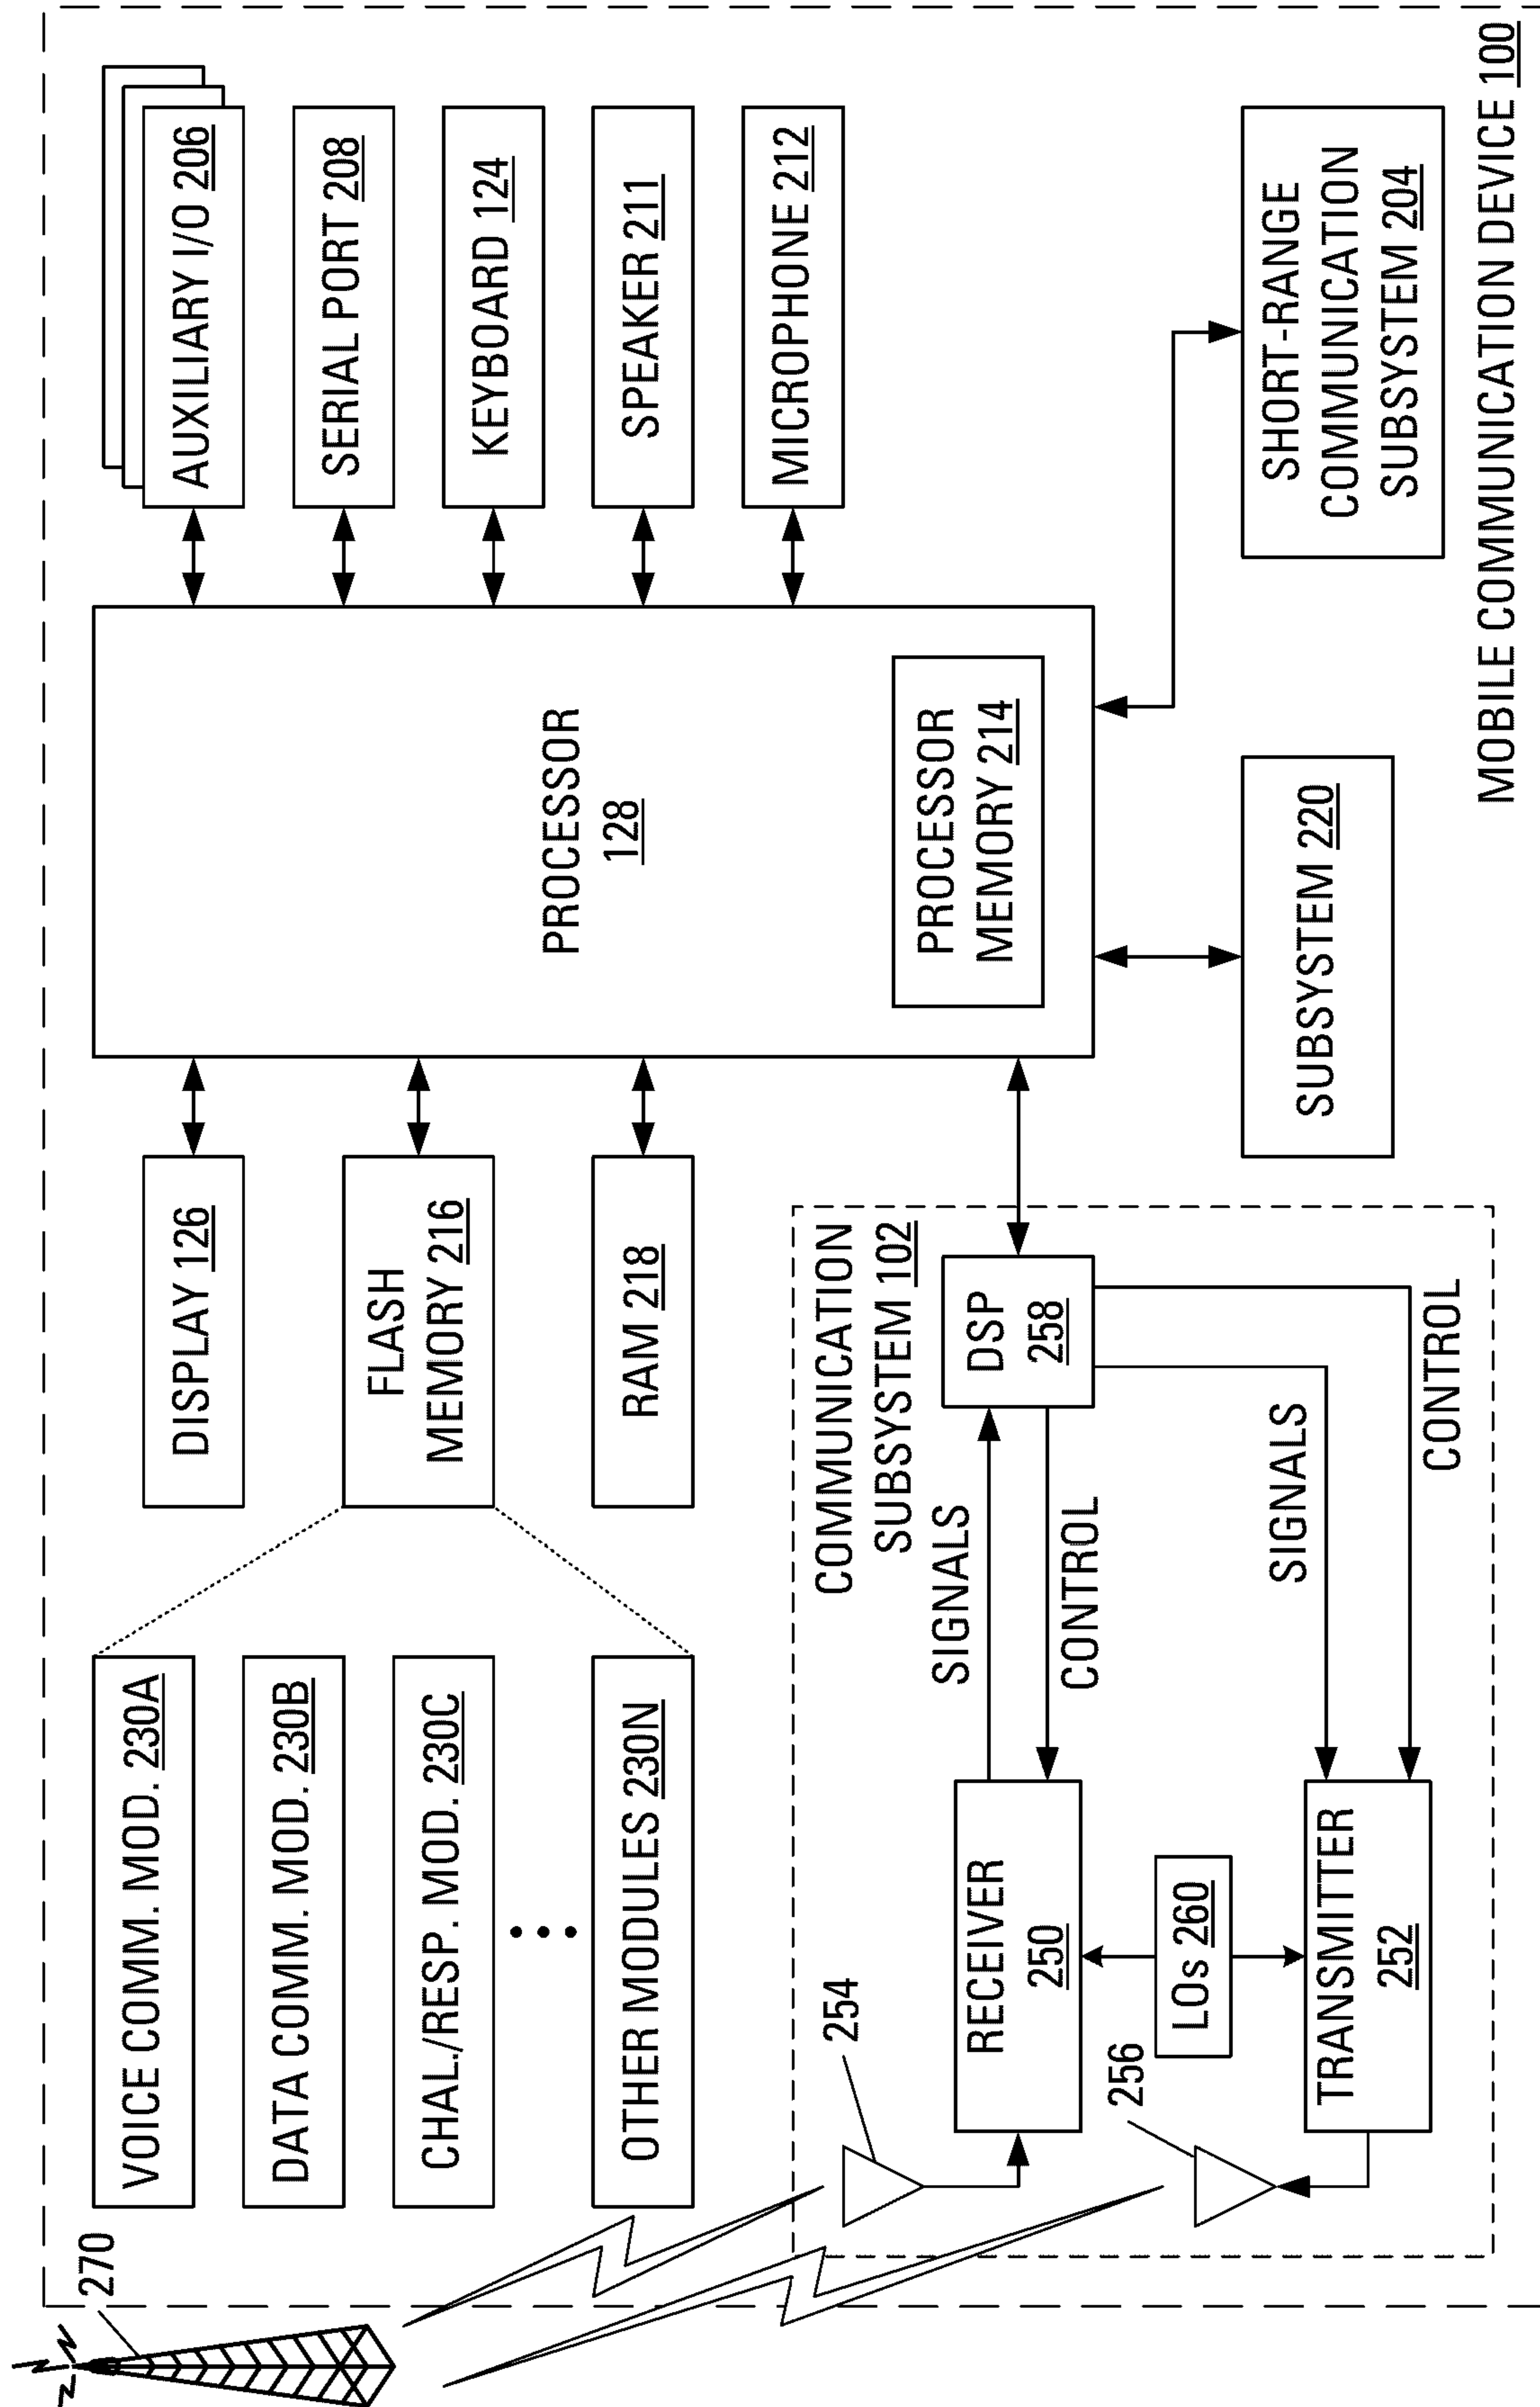 270
VOICE COMM. MOD. 230A
DATA COMM. MOD. 230B
CHAL./RESP. MOD. 230C
OTHER MODULES 230N
DISPLAY 126
FLASH
MEMORY 216
RAM 218
PROCESSOR
128
PROCESSOR
MEMORY 214
AUXILIARY I/O 206
SERIAL PORT 208
KEYBOARD 124
SPEAKER 211
MICROPHONE 212
COMMUNICATION
SUBSYSTEM 102
254
RECEIVER
250
SIGNALS
CONTROL
DSP
258
256
LOs 260
TRANSMITTER
252
SIGNALS
CONTROL
SUBSYSTEM 220
SHORT-RANGE
COMMUNICATION
SUBSYSTEM 204
MOBILE COMMUNICATION DEVICE 100